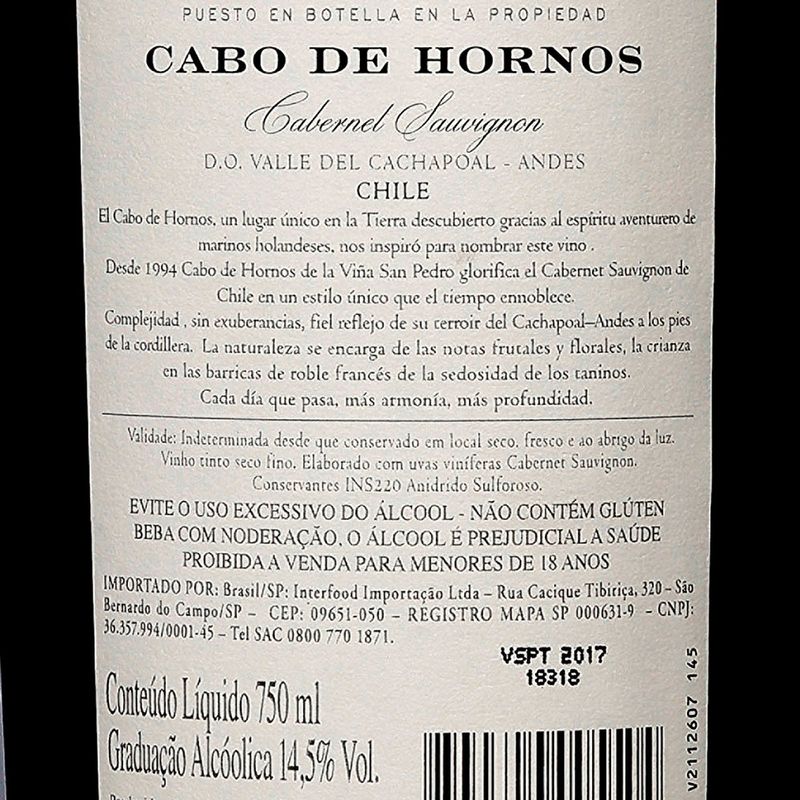 PUESTO EN BOTELLA EN LA PROPIEDAD
CABO DE HORNOS
Cabernet Sauvignon
D.O. VALLE DEL CACHAPOAL - ANDES
CHILE
El Cabo de Hornos, un lugar único en la Tierra descubierto gracias al espíritu aventurero de
marinos holandeses, nos inspiró para nombrar este vino .
Desde 1994 Cabo de Hornos de la Viña San Pedro glorifica el Cabernet Sauvignon de
Chile en un estilo único que el tiempo ennoblece.
Complejidad , sin exuberancias, fiel reflejo de su terroir del Cachapoal-Andes a los pies
de la cordillera. La naturaleza se encarga de las notas frutales y florales, la crianza
en las barricas de roble francés de la sedosidad de los taninos.
Cada día que pasa, más armonía, más profundidad.
Validade: Indeterminada desde que conservado em local seco, fresco e ao abrigo da luz.
Vinho tinto seco fino. Elaborado com uvas viníferas Cabernet Sauvignon.
Conservantes INS220 Anidrido Sulforoso.
EVITE O USO EXCESSIVO DO ÁLCOOL - NÃO CONTÉM GLÚTEN
BEBA COM NODERAÇÃO, O ÁLCOOL É PREJUDICIAL A SAÚDE
PROIBIDA A VENDA PARA MENORES DE 18 ANOS
IMPORTADO POR: Brasil/SP: Interfood Importação Ltda - Rua Cacique Tibiriça, 320 - São
Bernardo do Campo/SP - CEP: 09651-050 - REGISTRO MAPA SP 000631-9 - CNPJ:
36.357.994/0001-45 - Tel SAC 0800 770 1871.
VSPT 2017
18318
Conteúdo Líquido 750 ml
Graduação Alcóolica 14,5% Vol.
V2112607 145